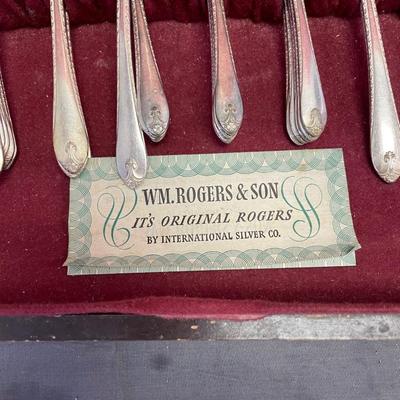 WM. ROGERS & SON
IT'S ORIGINAL ROGERS
BY INTERNATIONAL SILVER CO.